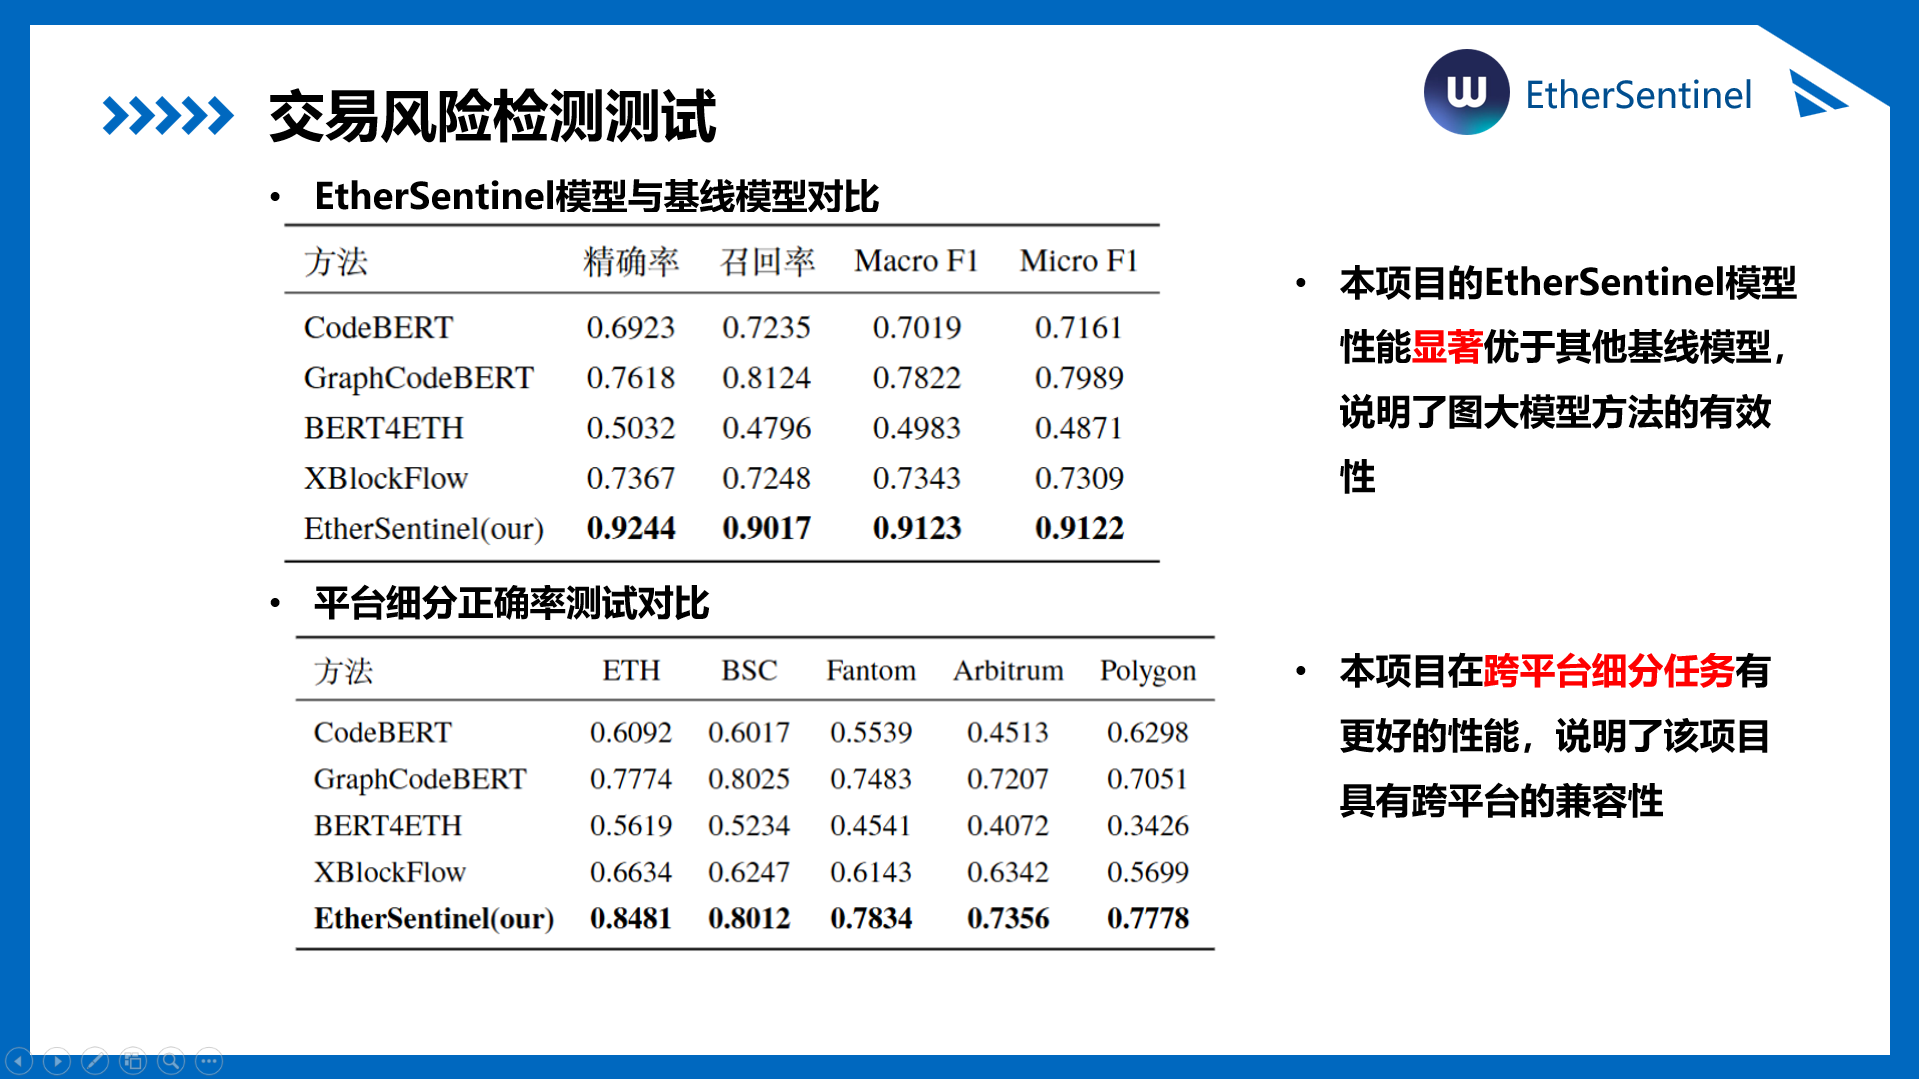 交易风险检测测试
EtherSentinel
• EtherSentinel模型与基线模型对比
方法 精确率 召回率 Macro F1 Micro F1
CodeBERT 0.6923 0.7235 0.7019 0.7161
GraphCodeBERT 0.7618 0.8124 0.7822 0.7989
BERT4ETH 0.5032 0.4796 0.4983 0.4871
XBlockFlow 0.7367 0.7248 0.7343 0.7309
EtherSentinel(our) 0.9244 0.9017 0.9123 0.9122
• 平台细分正确率测试对比
方法 ETH BSC Fantom Arbitrum Polygon
CodeBERT 0.6092 0.6017 0.5539 0.4513 0.6298
GraphCodeBERT 0.7774 0.8025 0.7483 0.7207 0.7051
BERT4ETH 0.5619 0.5234 0.4541 0.4072 0.3426
XBlockFlow 0.6634 0.6247 0.6143 0.6342 0.5699
EtherSentinel(our) 0.8481 0.8012 0.7834 0.7356 0.7778
• 本项目的EtherSentinel模型
性能显著优于其他基线模型，
说明了图大模型方法的有效
性
• 本项目在跨平台细分任务有
更好的性能，说明了该项目
具有跨平台的兼容性